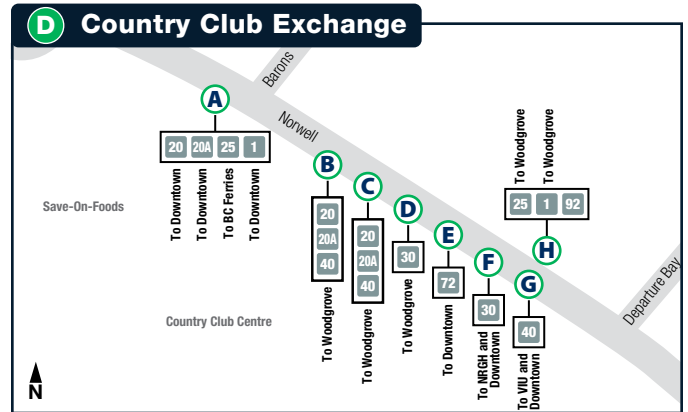 D Country Club Exchange
Barons
Norwell
A
20 20A 25 1
To Downtown
To Downtown
To BC Ferries
To Downtown
Save-On-Foods
B
20
20A
40
To Woodgrove
C
20
20A
40
To Woodgrove
D
30
To Woodgrove
E
72
To Downtown
F
30
To NRGH and
Downtown
G
40
To VIU and
Downtown
To Woodgrove
To Woodgrove
25 1 92
H
Departure Bay
Country Club Centre
N